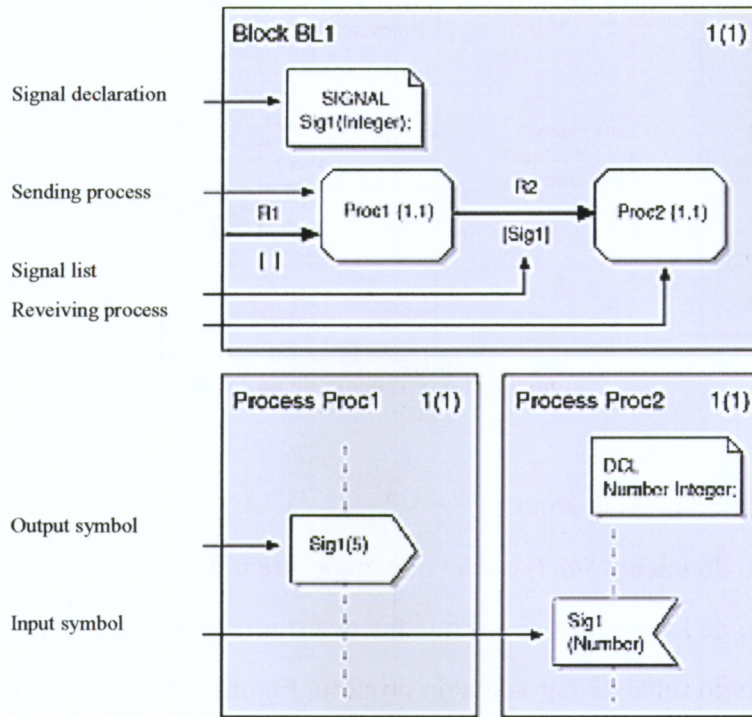 Block BL1 1(1)
Signal declaration
SIGNAL
Sig1(Integer);
Sending process
R1
Proc1 (1,1)
R2
Proc2 (1,1)
[ ]
[Sig1]
Signal list
Reveiving process
Process Proc1 1(1)
Process Proc2 1(1)
DCL
Number Integer;
Output symbol
Sig1(5)
Input symbol
Sig1
(Number)